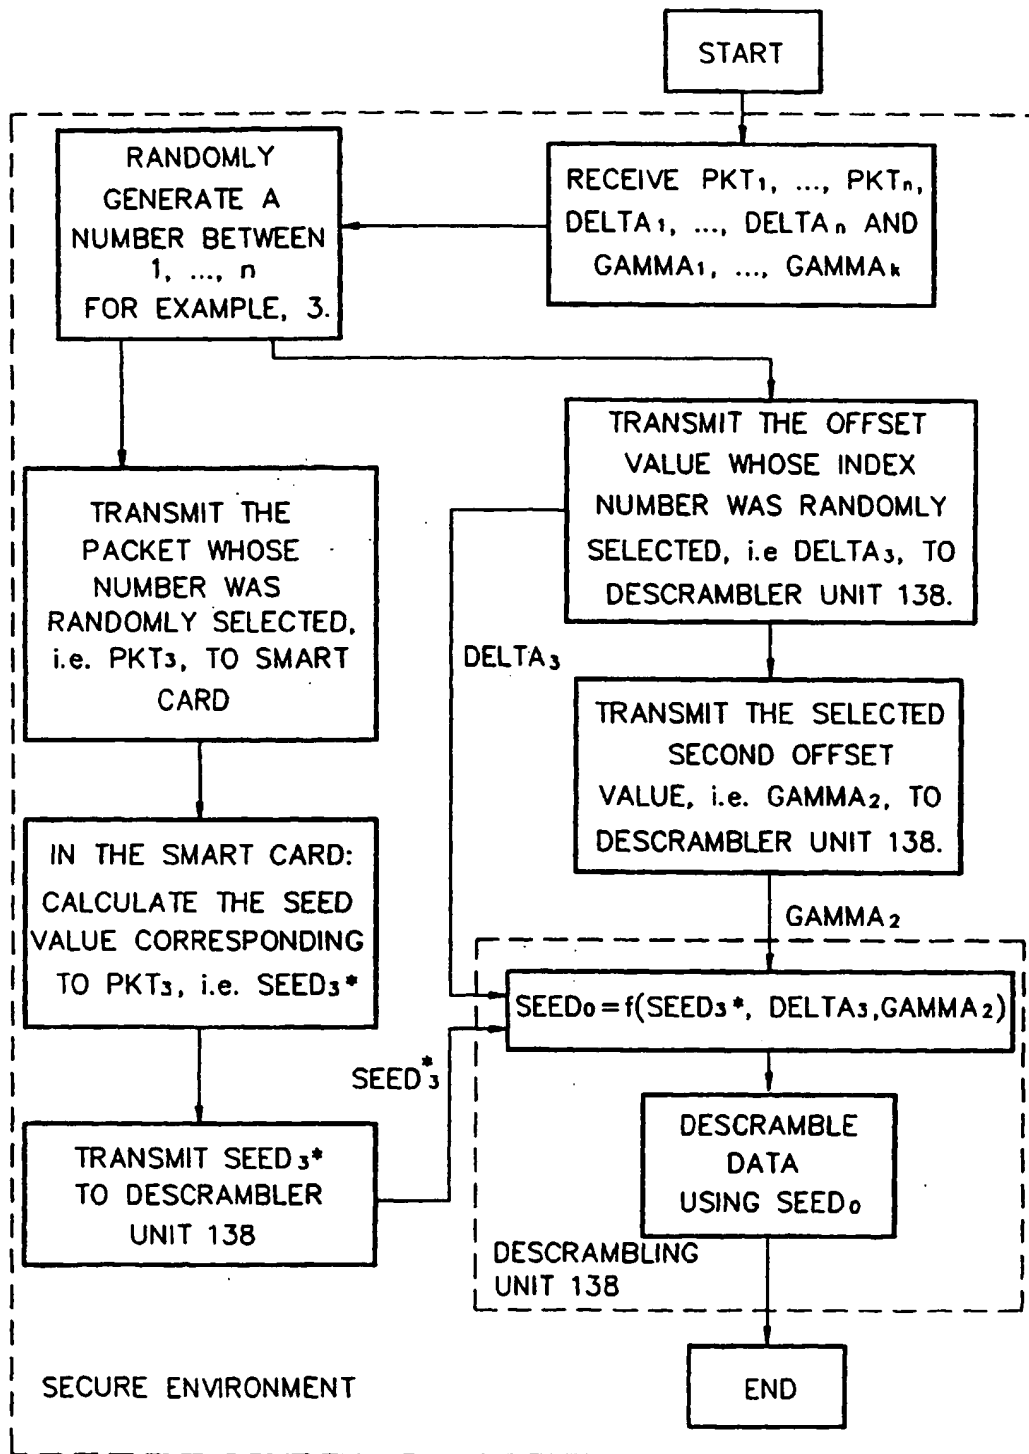 START
RECEIVE PKT₁, ..., PKTₙ,
DELTA₁, ..., DELTAₙ AND
GAMMA₁, ..., GAMMAₖ
RANDOMLY
GENERATE A
NUMBER BETWEEN
1, ..., n
FOR EXAMPLE, 3.
TRANSMIT THE OFFSET
VALUE WHOSE INDEX
NUMBER WAS RANDOMLY
SELECTED, i.e DELTA₃, TO
DESCRAMBLER UNIT 138.
TRANSMIT THE
PACKET WHOSE
NUMBER WAS
RANDOMLY SELECTED,
i.e. PKT₃, TO SMART
CARD
DELTA₃
TRANSMIT THE SELECTED
SECOND OFFSET
VALUE, i.e. GAMMA₂, TO
DESCRAMBLER UNIT 138.
IN THE SMART CARD:
CALCULATE THE SEED
VALUE CORRESPONDING
TO PKT₃, i.e. SEED₃*
GAMMA₂
SEED₀=f(SEED₃*, DELTA₃,GAMMA₂)
SEED₃*
TRANSMIT SEED₃*
TO DESCRAMBLER
UNIT 138
DESCRAMBLE
DATA
USING SEED₀
DESCRAMBLING
UNIT 138
END
SECURE ENVIRONMENT